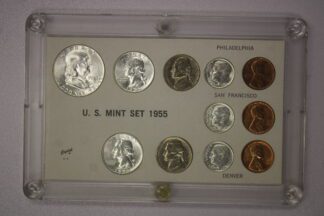 PHILADELPHIA
SAN FRANCISCO
U. S. MINT SET 1955
DENVER